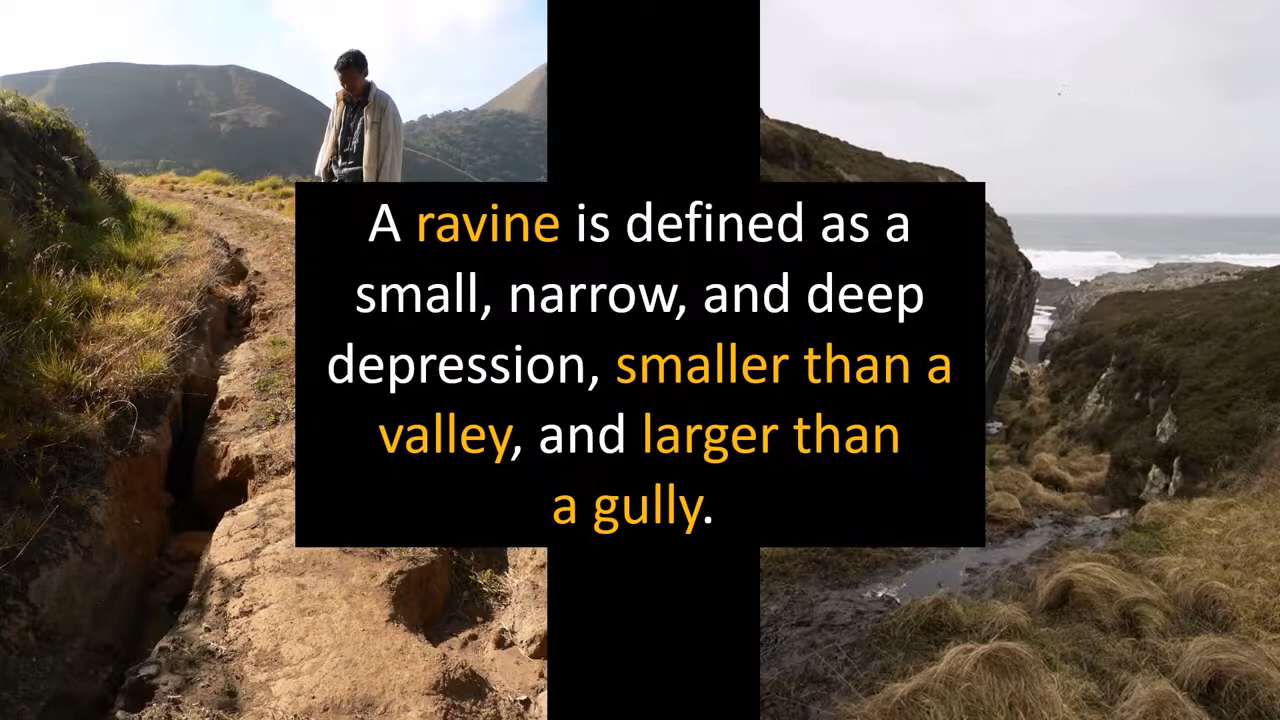 A ravine is defined as a
small, narrow, and deep
depression, smaller than a
valley, and larger than
a gully.